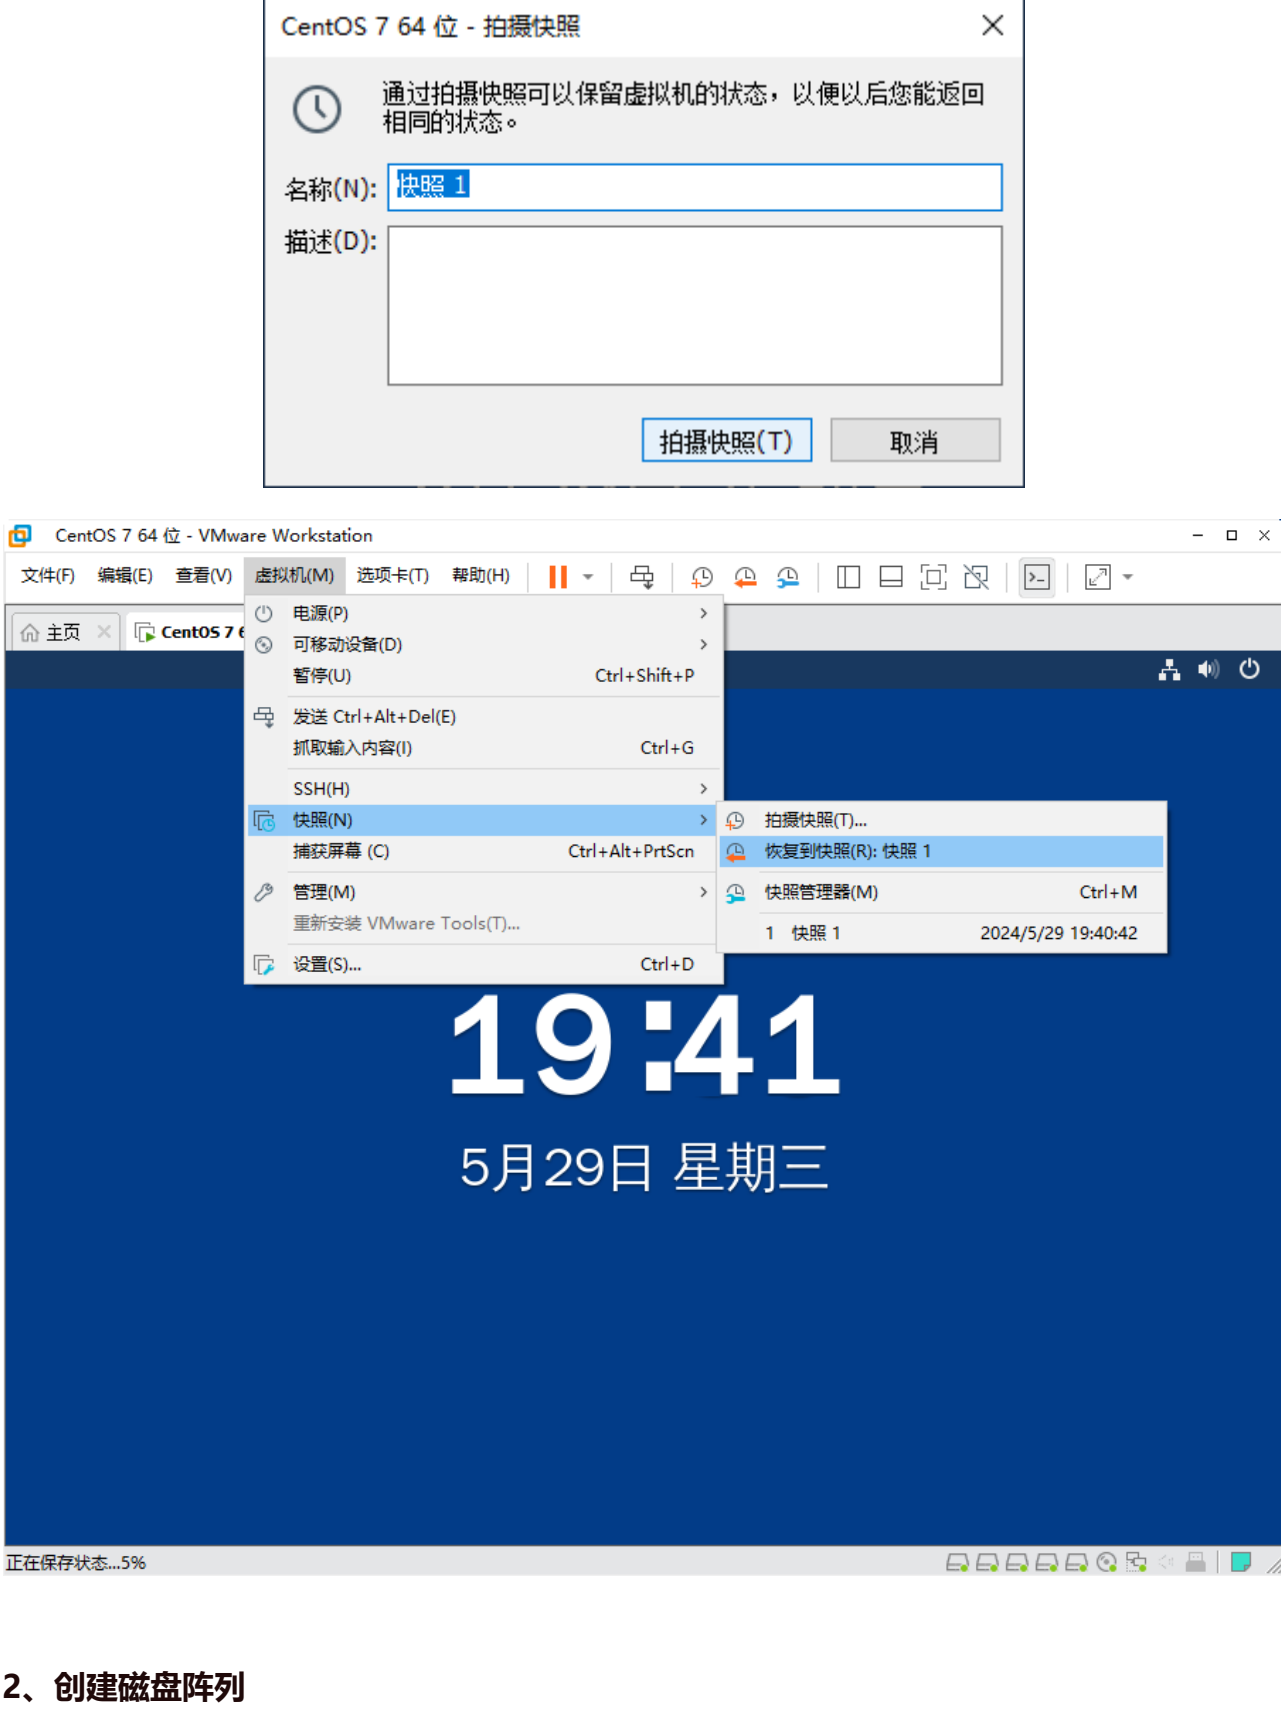 CentOS 7 64 位 - 拍摄快照
通过拍摄快照可以保留虚拟机的状态，以便以后您能返回
相同的状态。
名称(N): 快照 1
描述(D):
拍摄快照(T) 取消
CentOS 7 64 位 - VMware Workstation
文件(F) 编辑(E) 查看(V) 虚拟机(M) 选项卡(T) 帮助(H)
主页 CentOS 7 6
电源(P)
可移动设备(D)
暂停(U) Ctrl+Shift+P
发送 Ctrl+Alt+Del(E)
抓取输入内容(I) Ctrl+G
SSH(H)
快照(N)
拍摄快照(T)...
捕获屏幕 (C) Ctrl+Alt+PrtScn
恢复到快照(R): 快照 1
管理(M)
快照管理器(M) Ctrl+M
重新安装 VMware Tools(T)...
1 快照 1 2024/5/29 19:40:42
设置(S)... Ctrl+D
19:41
5月29日 星期三
正在保存状态...5%
2、创建磁盘阵列